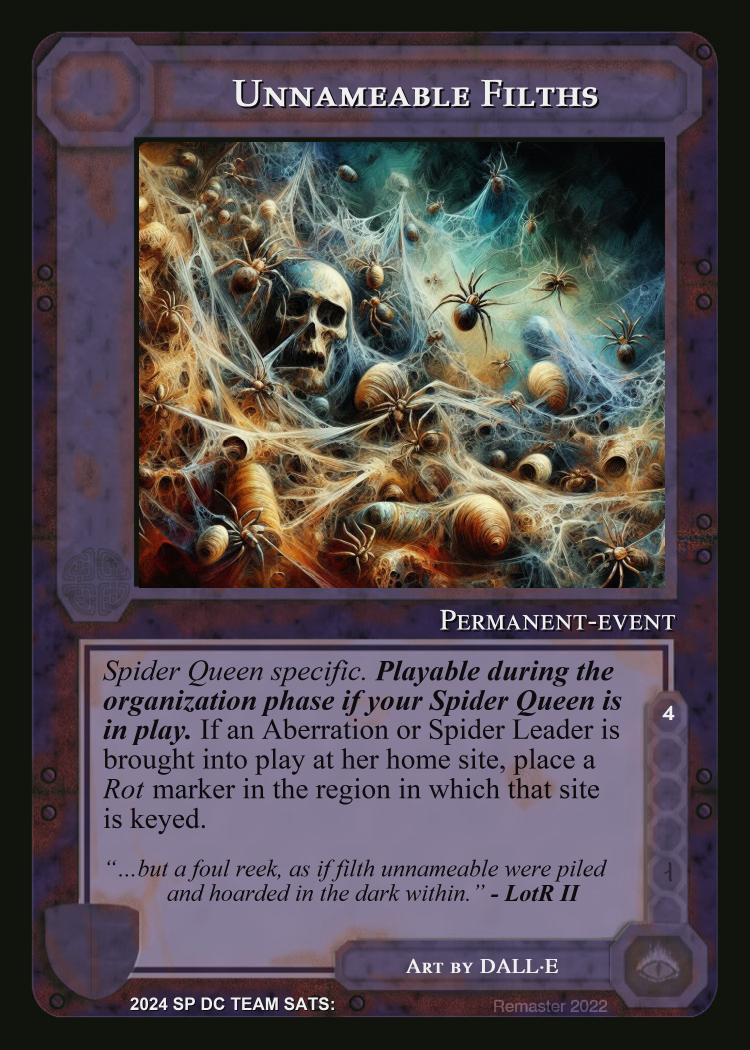 Unnameable Filths
Permanent-event
Spider Queen specific. Playable during the
organization phase if your Spider Queen is
in play. If an Aberration or Spider Leader is
brought into play at her home site, place a
Rot marker in the region in which that site
is keyed.
4
“...but a foul reek, as if filth unnameable were piled
and hoarded in the dark within.” - LotR II
Art by DALL·E
2024 SP DC TEAM SATS:
Remaster 2022